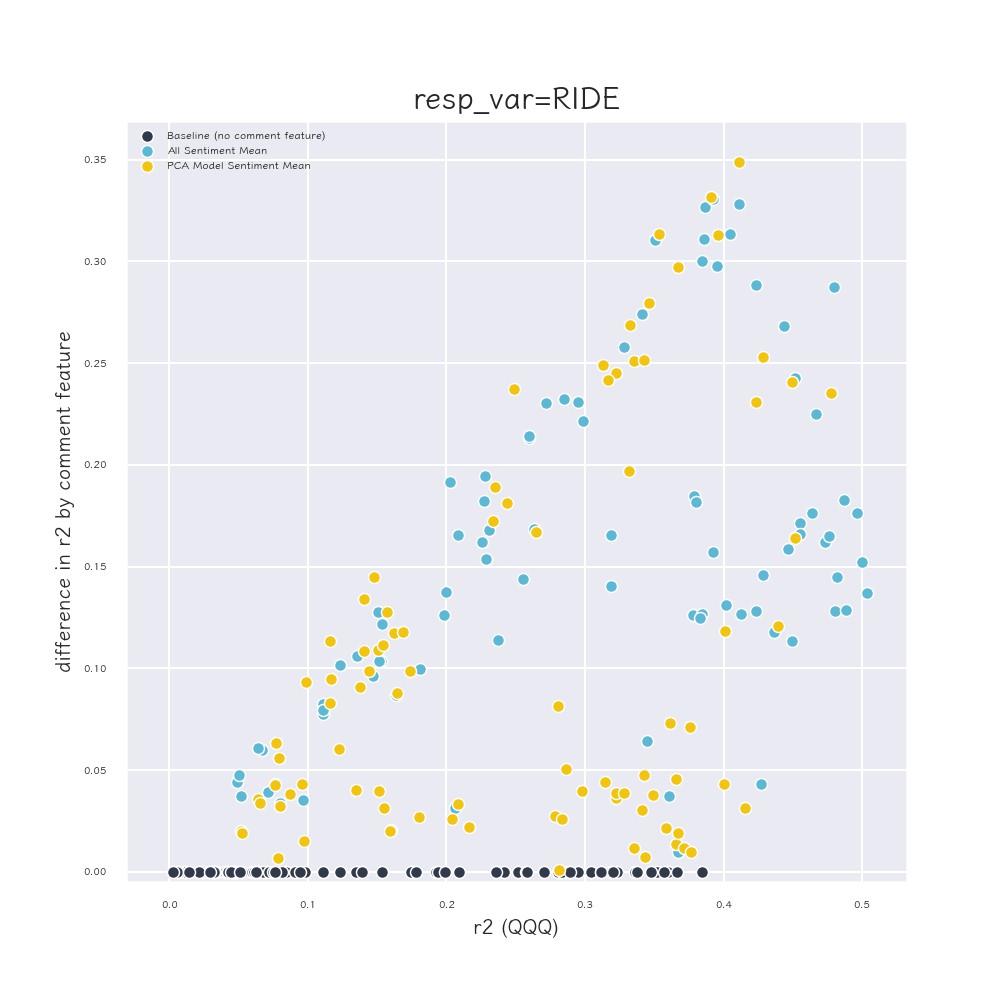 resp_var=RIDE
Baseline (no comment feature)
All Sentiment Mean
PCA Model Sentiment Mean
0.35
0.30
0.25
0.20
0.15
0.10
0.05
0.00
difference in r2 by comment feature
0.0 0.1 0.2 0.3 0.4 0.5
r2 (QQQ)